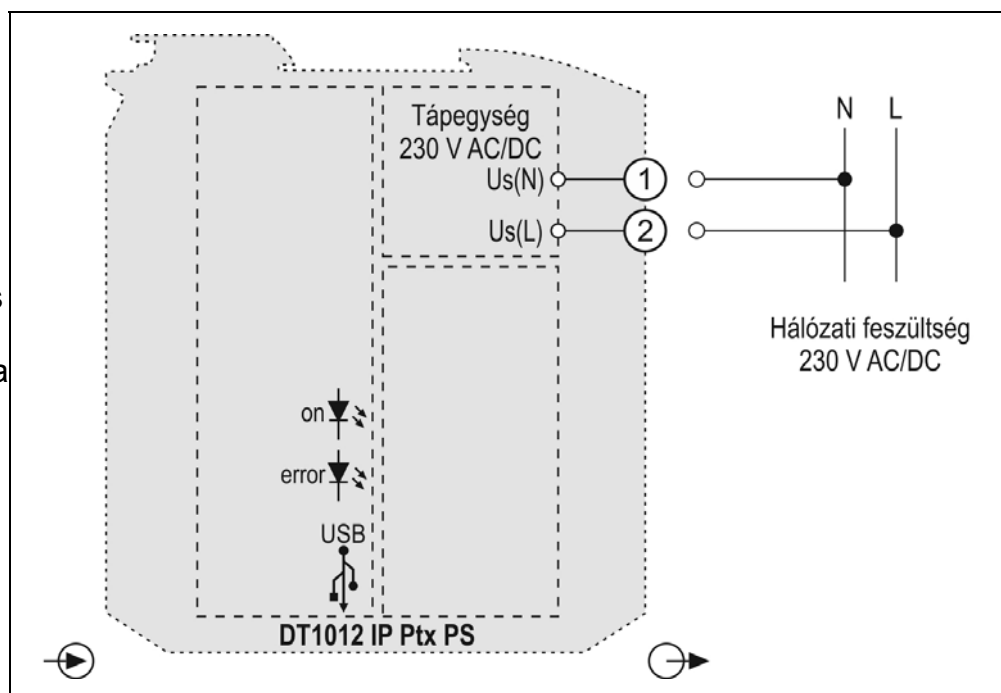 Tápegység
230 V AC/DC
Us(N)
1
Us(L)
2
N L
Hálózati feszültség
230 V AC/DC
on
error
USB
DT1012 IP Ptx PS